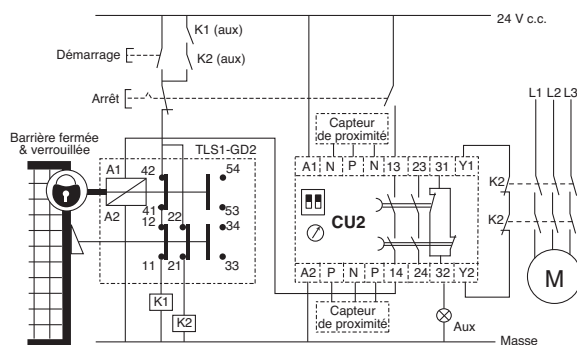 24 V c.c.
K1 (aux)
Démarrage
K2 (aux)
Arrêt
L1 L2 L3
Capteur
de proximité
Barrière fermée
& verrouillée
TLS1-GD2
A1 42 54
A1 N P N 13 23 31 Y1
K2
A2 41 22 53
12 34
CU2
K2
11 21 33
A2 P N P 14 24 32 Y2
M
K1
K2
Capteur
de proximité
Aux
Masse